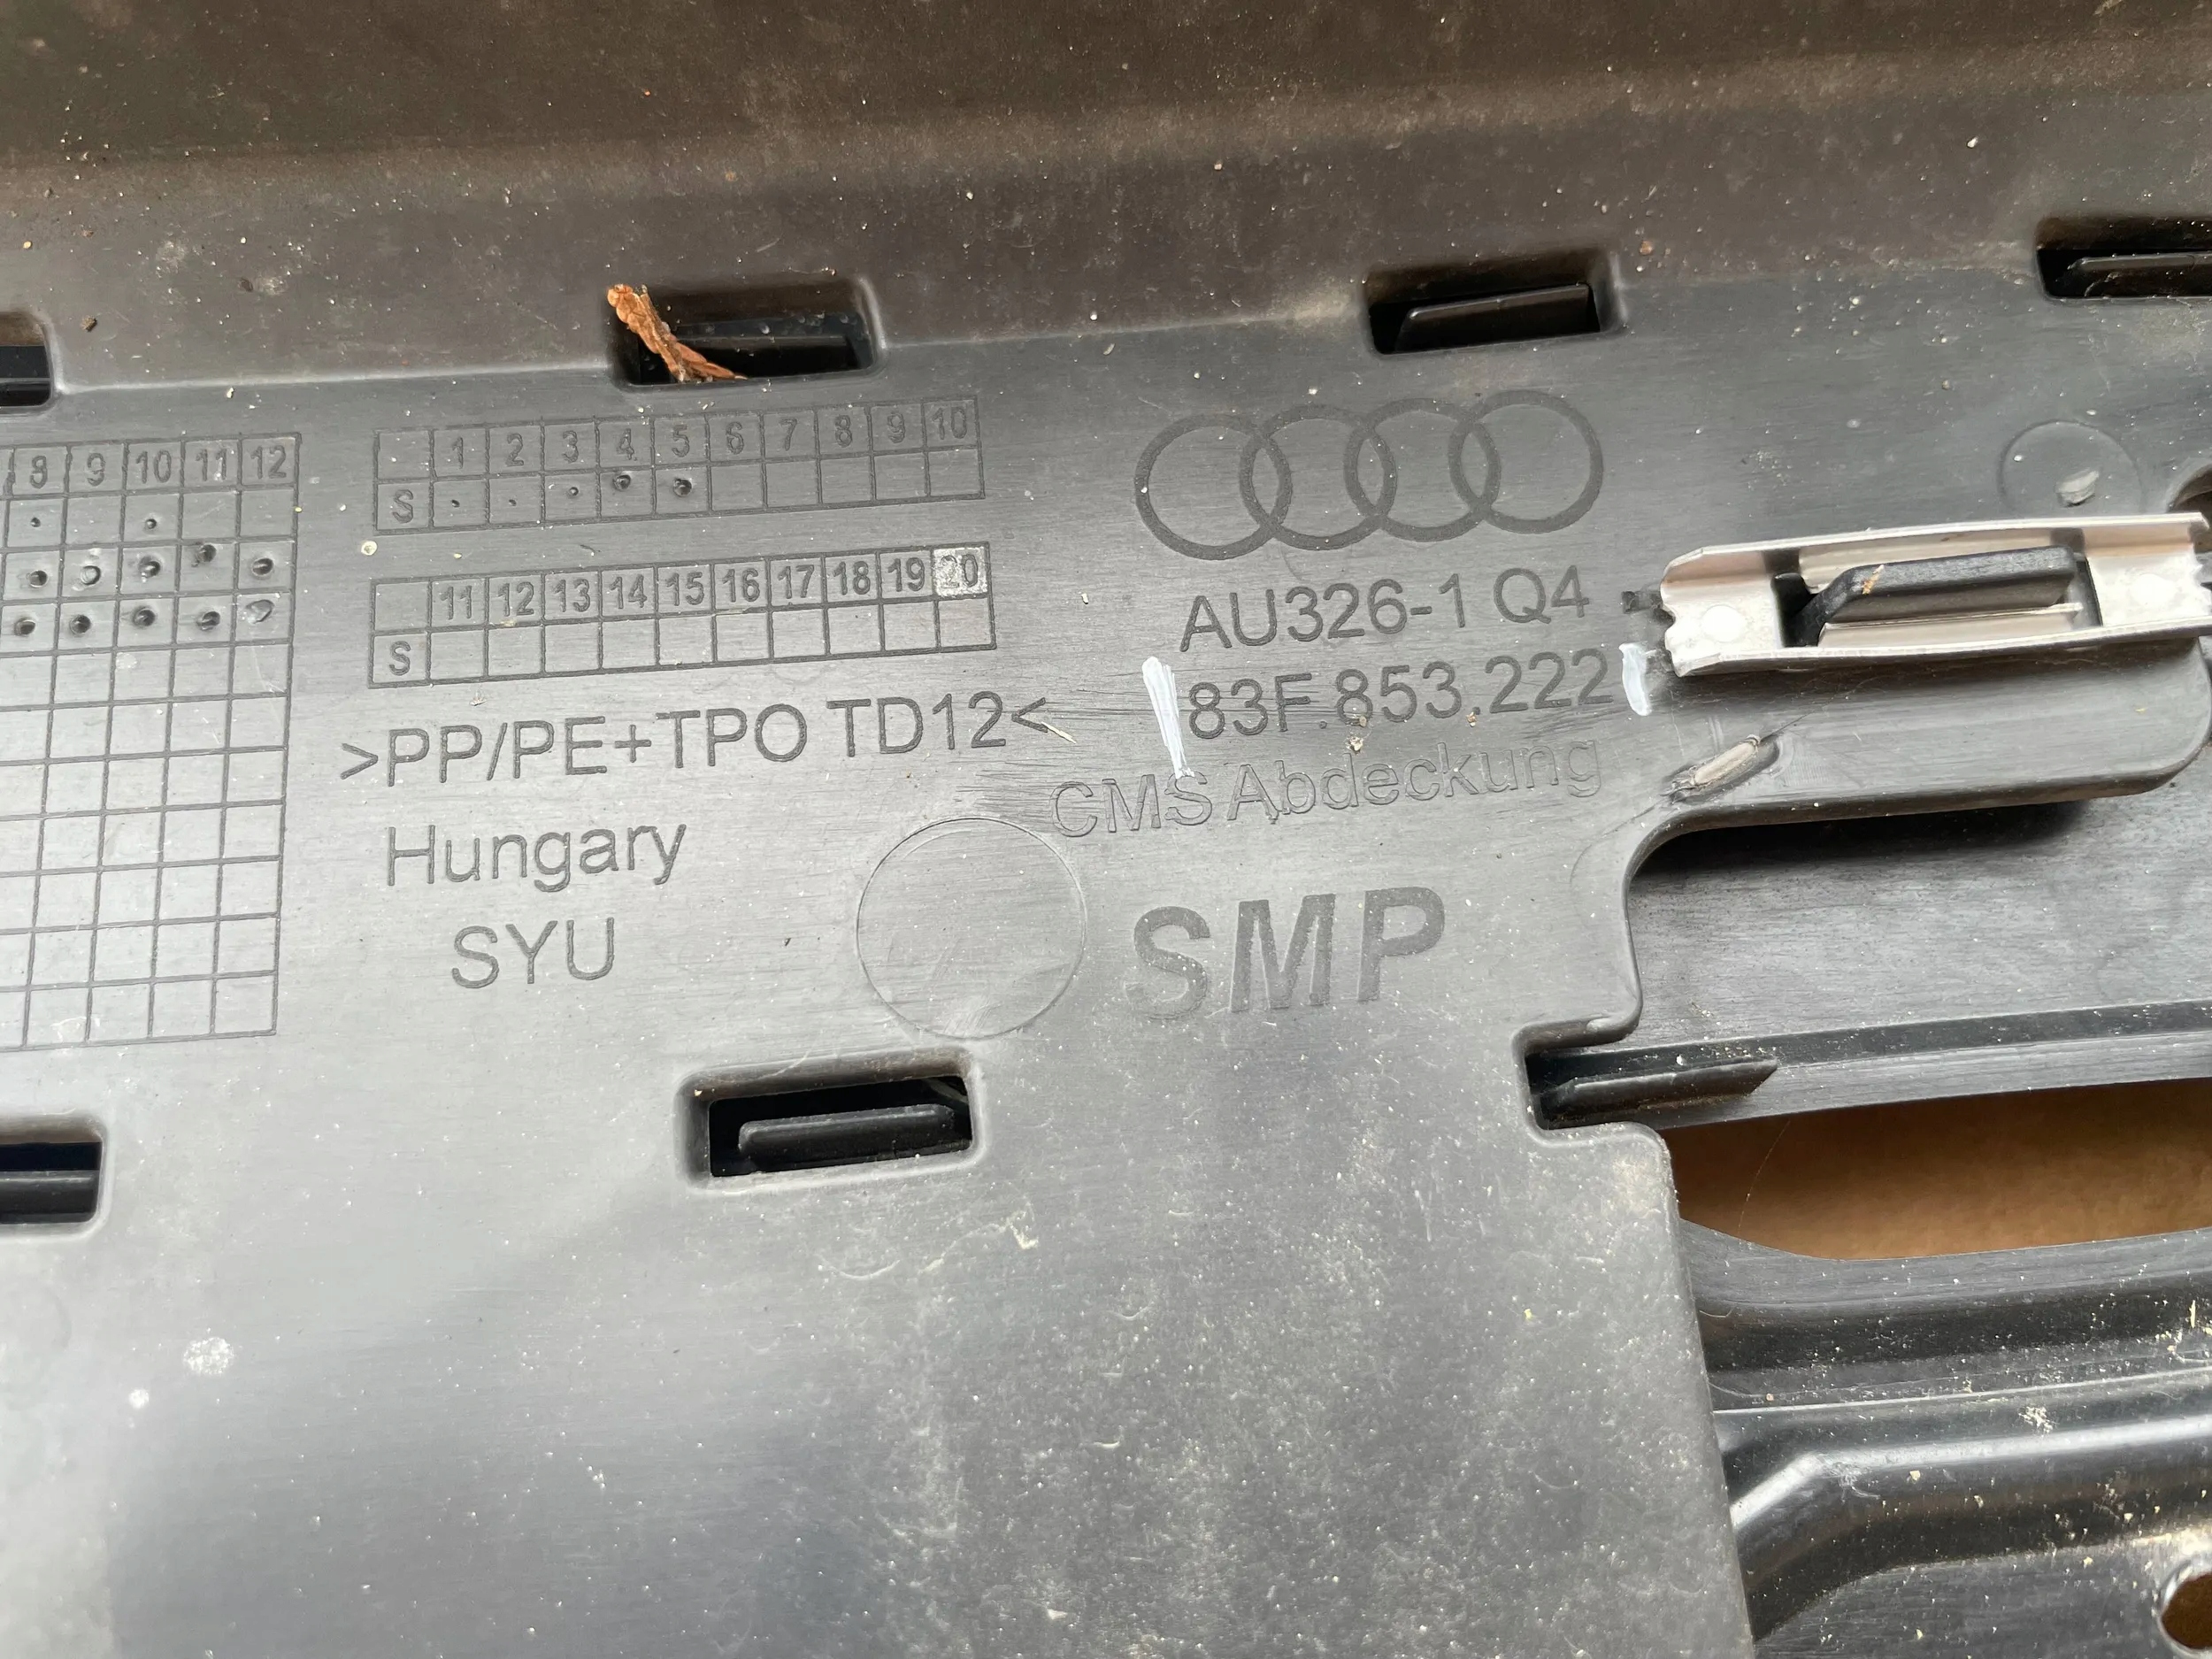 8 9 10 11 12
1 2 3 4 5 6 7 8 9 10
S
11 12 13 14 15 16 17 18 19 20
S
>PP/PE+TPO TD12<
Hungary
SYU
AU326-1 Q4
83F.853.222
CMS Abdeckung
SMP